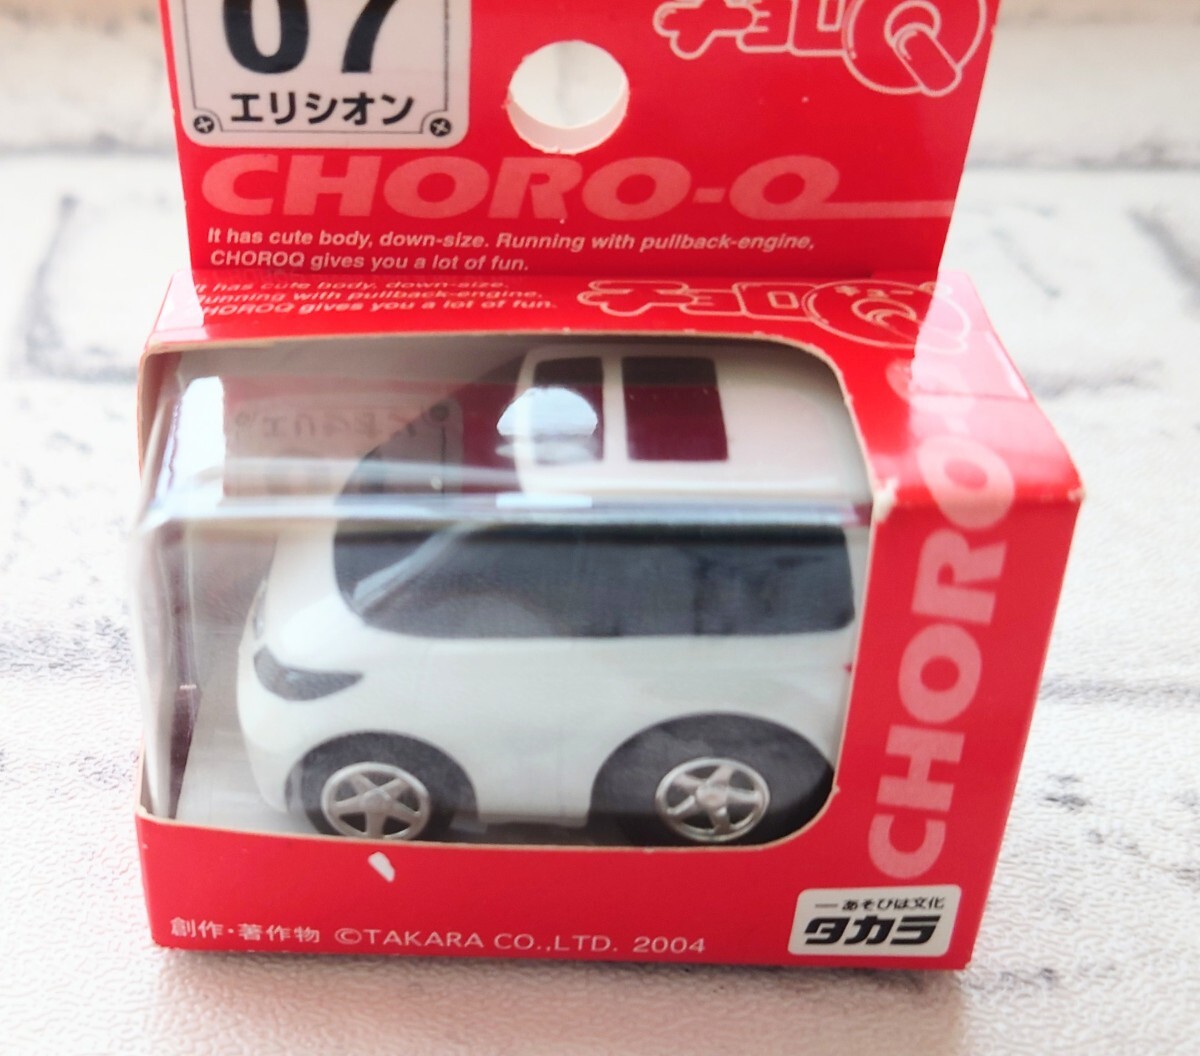 07
エリシオン
チョロQ
CHORO-Q
It has cute body, down-size. Running with pullback-engine,
CHOROQ gives you a lot of fun.
It has cute body, down-size.
Running with pullback-engine,
CHOROQ gives you a lot of fun.
チョロQ
CHORO-Q
創作・著作物 ©TAKARA CO.,LTD. 2004
あそびは文化
タカラ